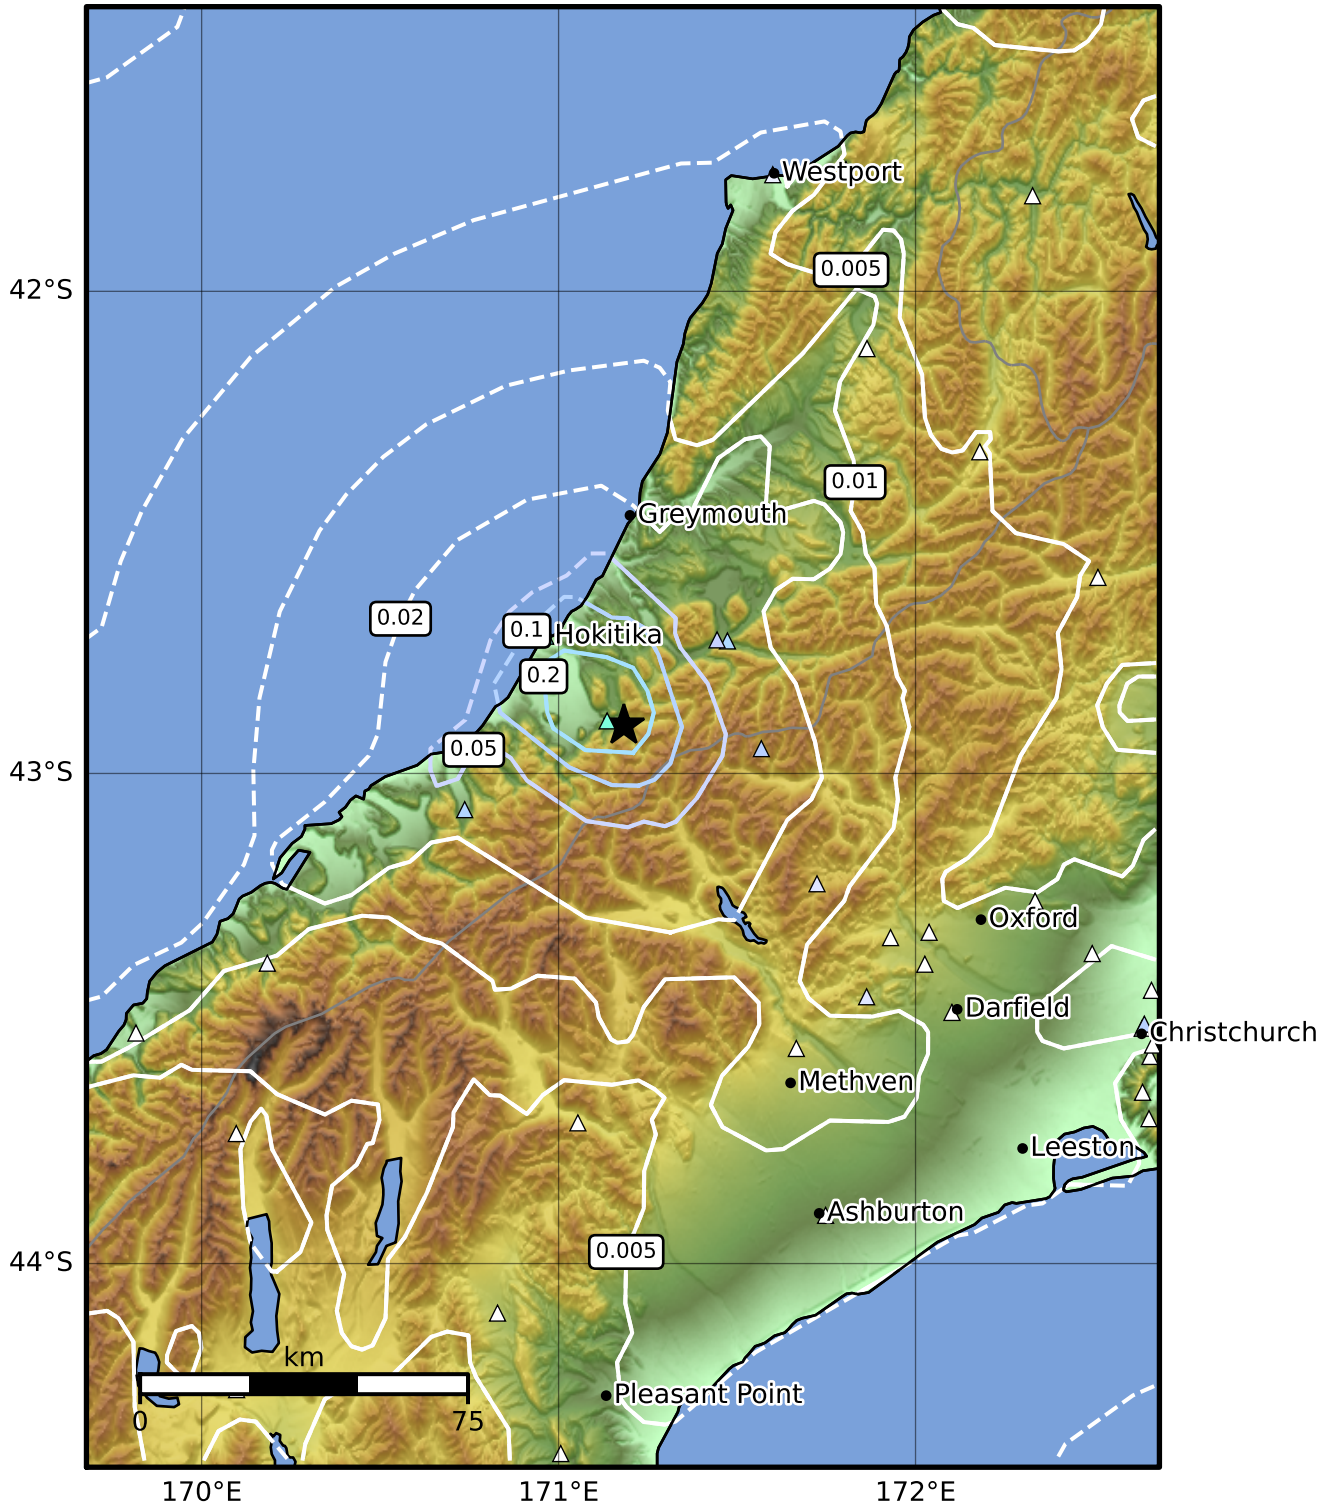 Westport
0.005
42°S
0.01
Greymouth
0.02
0.1
Hokitika
0.2
0.05
43°S
Oxford
Darfield
Christchurch
Methven
Leeston
Ashburton
0.005
44°S
km
0
75
Pleasant Point
170°E
171°E
172°E